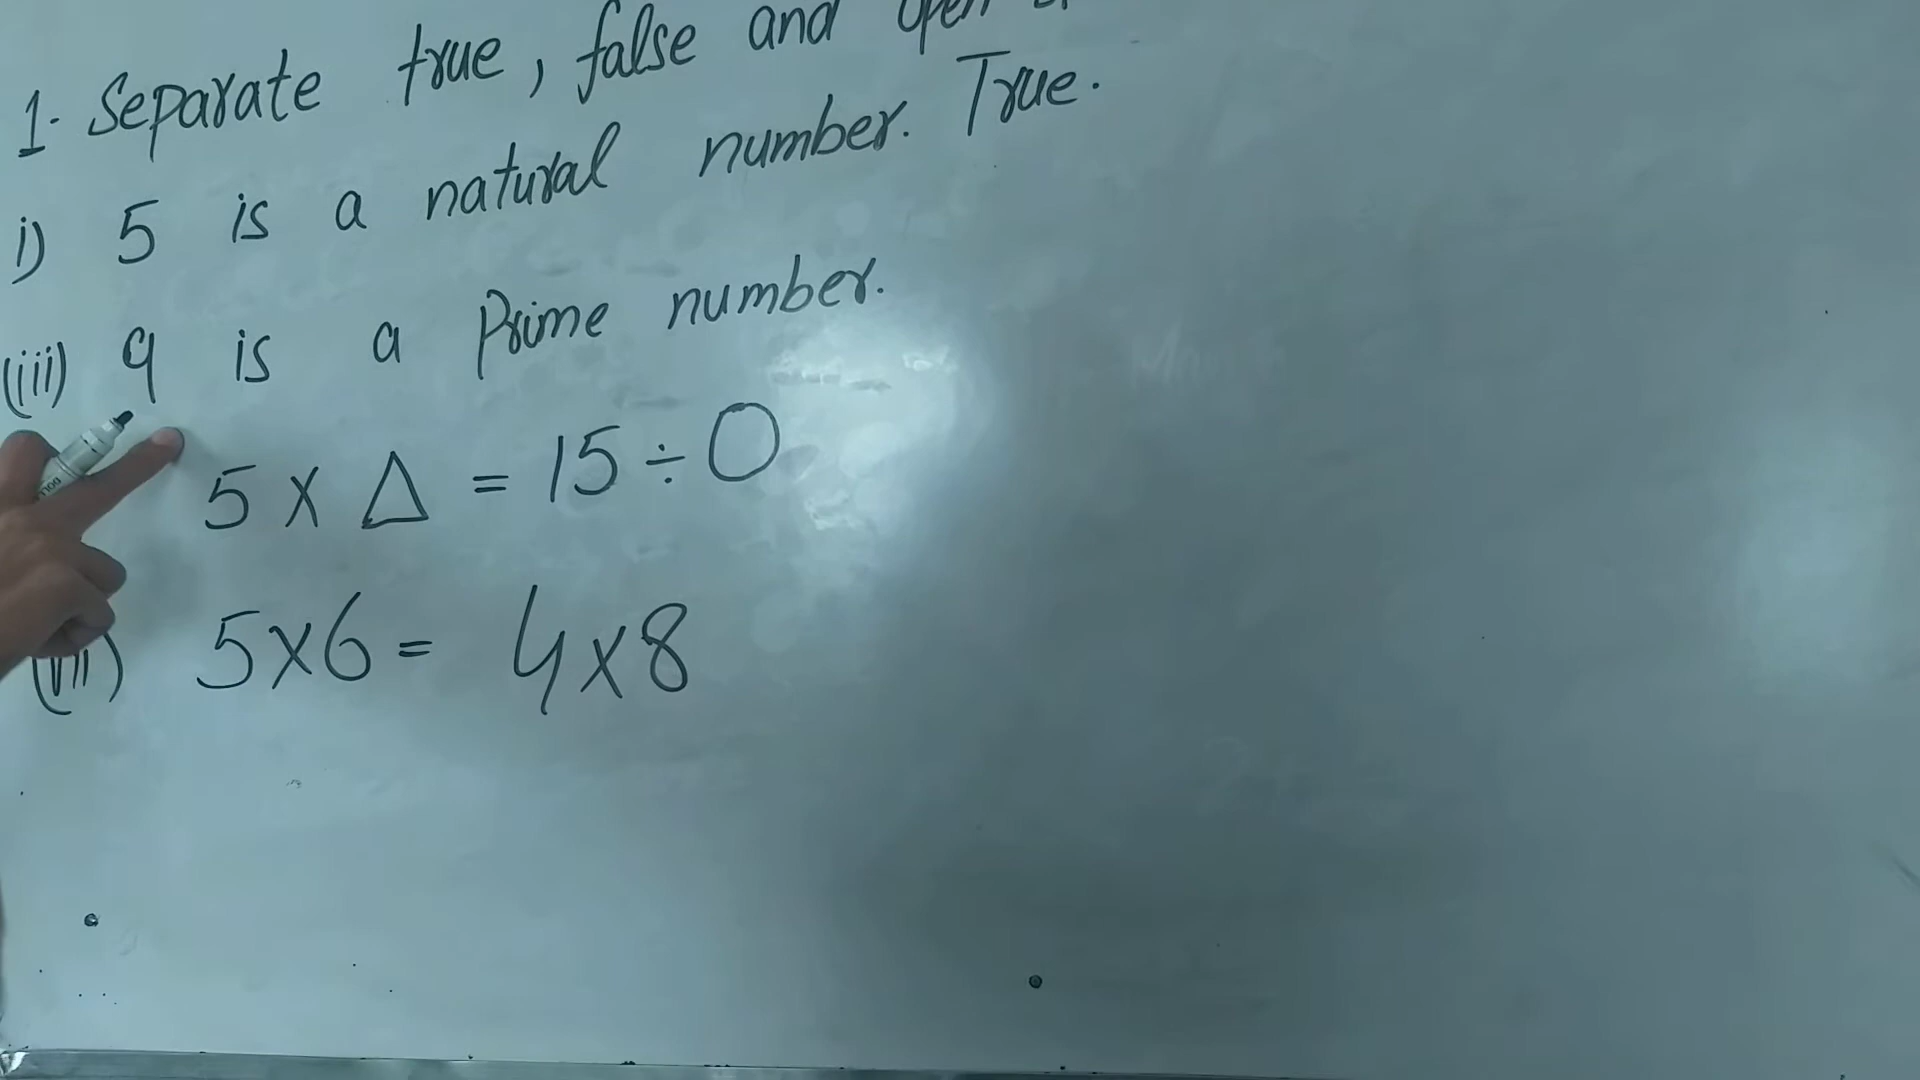 1. Separate true, false and open
i) 5 is a natural number. True.
(iii) 9 is a Prime number.
5 x △ = 15 ÷ O
(vii) 5x6 = 4x8